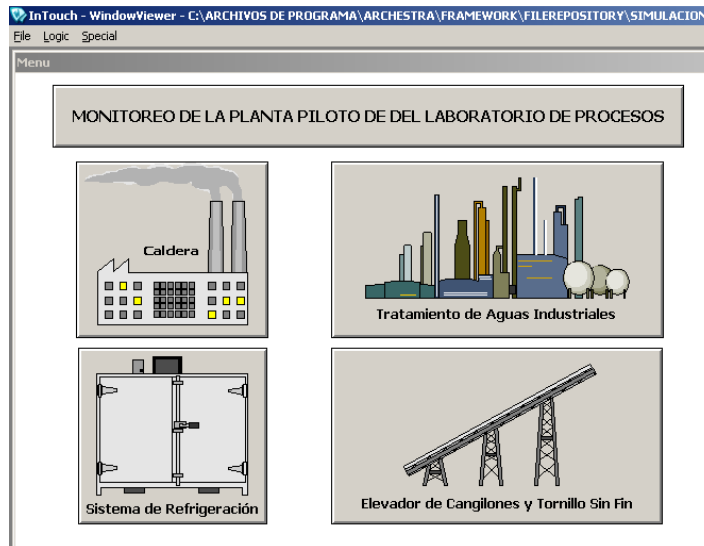 InTouch - WindowViewer - C:\ARCHIVOS DE PROGRAMA\ARCHESTRA\FRAMEWORK\FILEREPOSITORY\SIMULACION
File Logic Special
Menu
MONITOREO DE LA PLANTA PILOTO DE DEL LABORATORIO DE PROCESOS
Caldera
Tratamiento de Aguas Industriales
Sistema de Refrigeración
Elevador de Cangilones y Tornillo Sin Fin